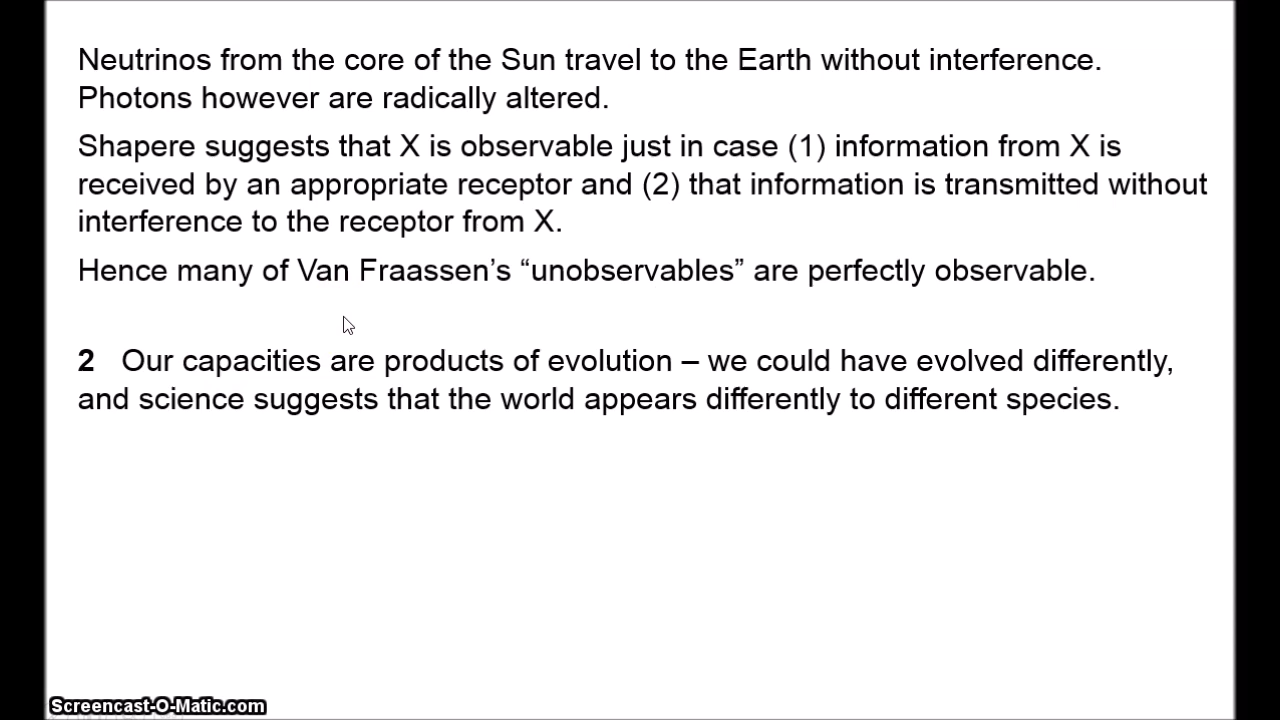 Neutrinos from the core of the Sun travel to the Earth without interference.
Photons however are radically altered.
Shapere suggests that X is observable just in case (1) information from X is
received by an appropriate receptor and (2) that information is transmitted without
interference to the receptor from X.
Hence many of Van Fraassen’s “unobservables” are perfectly observable.
2 Our capacities are products of evolution – we could have evolved differently,
and science suggests that the world appears differently to different species.
Screencast-O-Matic.com